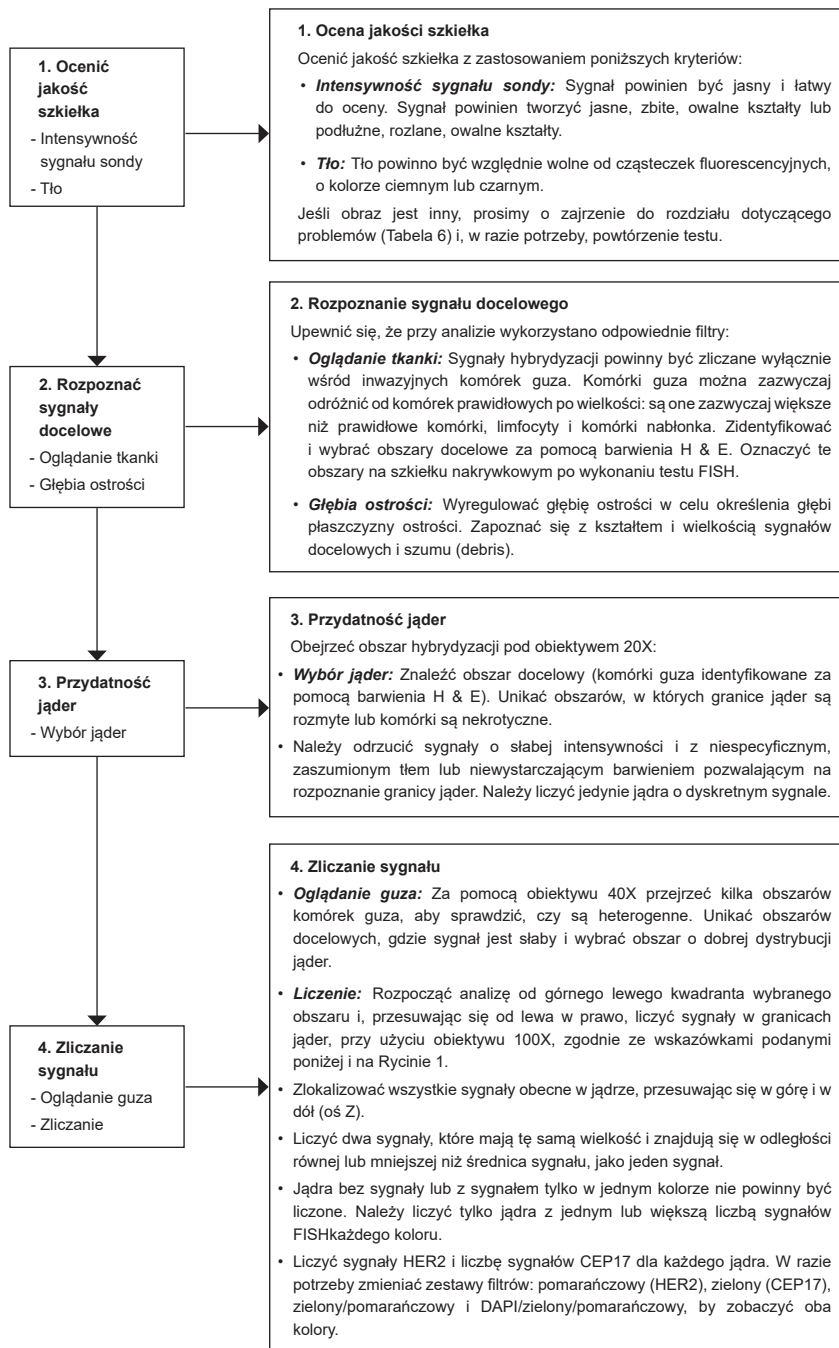 1. Ocenić
jakość
szkiełka
- Intensywność
sygnału sondy
- Tło
1. Ocena jakości szkiełka
Ocenić jakość szkiełka z zastosowaniem poniższych kryteriów:
• Intensywność sygnału sondy: Sygnał powinien być jasny i łatwy
do oceny. Sygnał powinien tworzyć jasne, zbite, owalne kształty lub
podłużne, rozlane, owalne kształty.
• Tło: Tło powinno być względnie wolne od cząsteczek fluorescencyjnych,
o kolorze ciemnym lub czarnym.
Jeśli obraz jest inny, prosimy o zajrzenie do rozdziału dotyczącego
problemów (Tabela 6) i, w razie potrzeby, powtórzenie testu.
2. Rozpoznać
sygnały
docelowe
- Oglądanie tkanki
- Głębia ostrości
2. Rozpoznanie sygnału docelowego
Upewnić się, że przy analizie wykorzystano odpowiednie filtry:
• Oglądanie tkanki: Sygnały hybrydyzacji powinny być zliczane wyłącznie
wśród inwazyjnych komórek guza. Komórki guza można zazwyczaj
odróżnić od komórek prawidłowych po wielkości: są one zazwyczaj większe
niż prawidłowe komórki, limfocyty i komórki nabłonka. Zidentyfikować
i wybrać obszary docelowe za pomocą barwienia H & E. Oznaczyć te
obszary na szkiełku nakrywkowym po wykonaniu testu FISH.
• Głębia ostrości: Wyregulować głębię ostrości w celu określenia głębi
płaszczyzny ostrości. Zapoznać się z kształtem i wielkością sygnałów
docelowych i szumu (debris).
3. Przydatność
jąder
- Wybór jąder
3. Przydatność jąder
Obejrzeć obszar hybrydyzacji pod obiektywem 20X:
• Wybór jąder: Znaleźć obszar docelowy (komórki guza identyfikowane za
pomocą barwienia H & E). Unikać obszarów, w których granice jąder są
rozmyte lub komórki są nekrotyczne.
• Należy odrzucić sygnały o słabej intensywności i z niespecyficznym,
zaszumionym tłem lub niewystarczającym barwieniem pozwalającym na
rozpoznanie granicy jąder. Należy liczyć jedynie jądra o dyskretnym sygnale.
4. Zliczanie
sygnału
- Oglądanie guza
- Zliczanie
4. Zliczanie sygnału
• Oglądanie guza: Za pomocą obiektywu 40X przejrzeć kilka obszarów
komórek guza, aby sprawdzić, czy są heterogenne. Unikać obszarów
docelowych, gdzie sygnał jest słaby i wybrać obszar o dobrej dystrybucji
jąder.
• Liczenie: Rozpocząć analizę od górnego lewego kwadranta wybranego
obszaru i, przesuwając się od lewa w prawo, liczyć sygnały w granicach
jąder, przy użyciu obiektywu 100X, zgodnie ze wskazówkami podanymi
poniżej i na Rycinie 1.
• Zlokalizować wszystkie sygnały obecne w jądrze, przesuwając się w górę i w
dół (oś Z).
• Liczyć dwa sygnały, które mają tę samą wielkość i znajdują się w odległości
równej lub mniejszej niż średnica sygnału, jako jeden sygnał.
• Jądra bez sygnały lub z sygnałem tylko w jednym kolorze nie powinny być
liczone. Należy liczyć tylko jądra z jednym lub większą liczbą sygnałów
FISHkażdego koloru.
• Liczyć sygnały HER2 i liczbę sygnałów CEP17 dla każdego jądra. W razie
potrzeby zmieniać zestawy filtrów: pomarańczowy (HER2), zielony (CEP17),
zielony/pomarańczowy i DAPI/zielony/pomarańczowy, by zobaczyć oba
kolory.